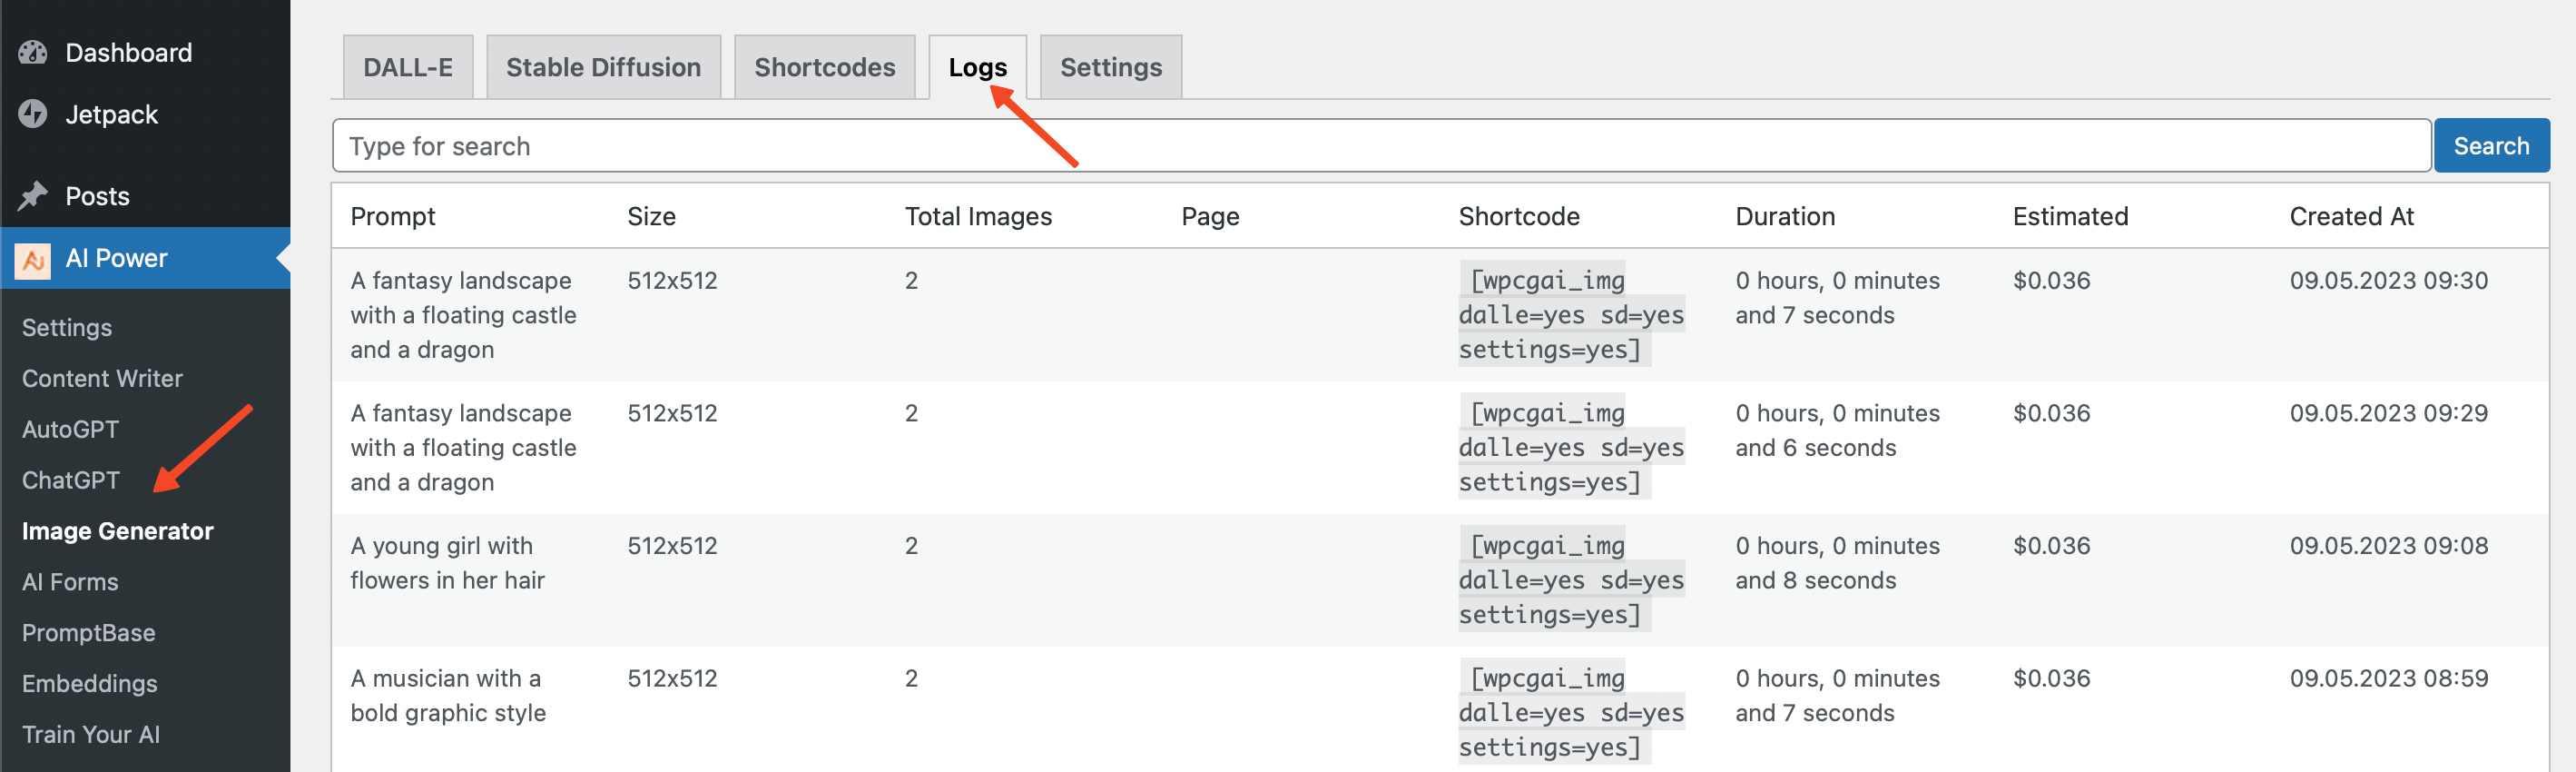 Dashboard
Jetpack
Posts
AI Power
Settings
Content Writer
AutoGPT
ChatGPT
Image Generator
AI Forms
PromptBase
Embeddings
Train Your AI
DALL-E Stable Diffusion Shortcodes Logs Settings
Type for search Search
Prompt Size Total Images Page Shortcode Duration Estimated Created At
A fantasy landscape 512x512 2 [wpcgai_img 0 hours, 0 minutes $0.036 09.05.2023 09:30
with a floating castle dalle=yes sd=yes and 7 seconds
and a dragon settings=yes]
A fantasy landscape 512x512 2 [wpcgai_img 0 hours, 0 minutes $0.036 09.05.2023 09:29
with a floating castle dalle=yes sd=yes and 6 seconds
and a dragon settings=yes]
A young girl with 512x512 2 [wpcgai_img 0 hours, 0 minutes $0.036 09.05.2023 09:08
flowers in her hair dalle=yes sd=yes and 8 seconds
settings=yes]
A musician with a 512x512 2 [wpcgai_img 0 hours, 0 minutes $0.036 09.05.2023 08:59
bold graphic style dalle=yes sd=yes and 7 seconds
settings=yes]